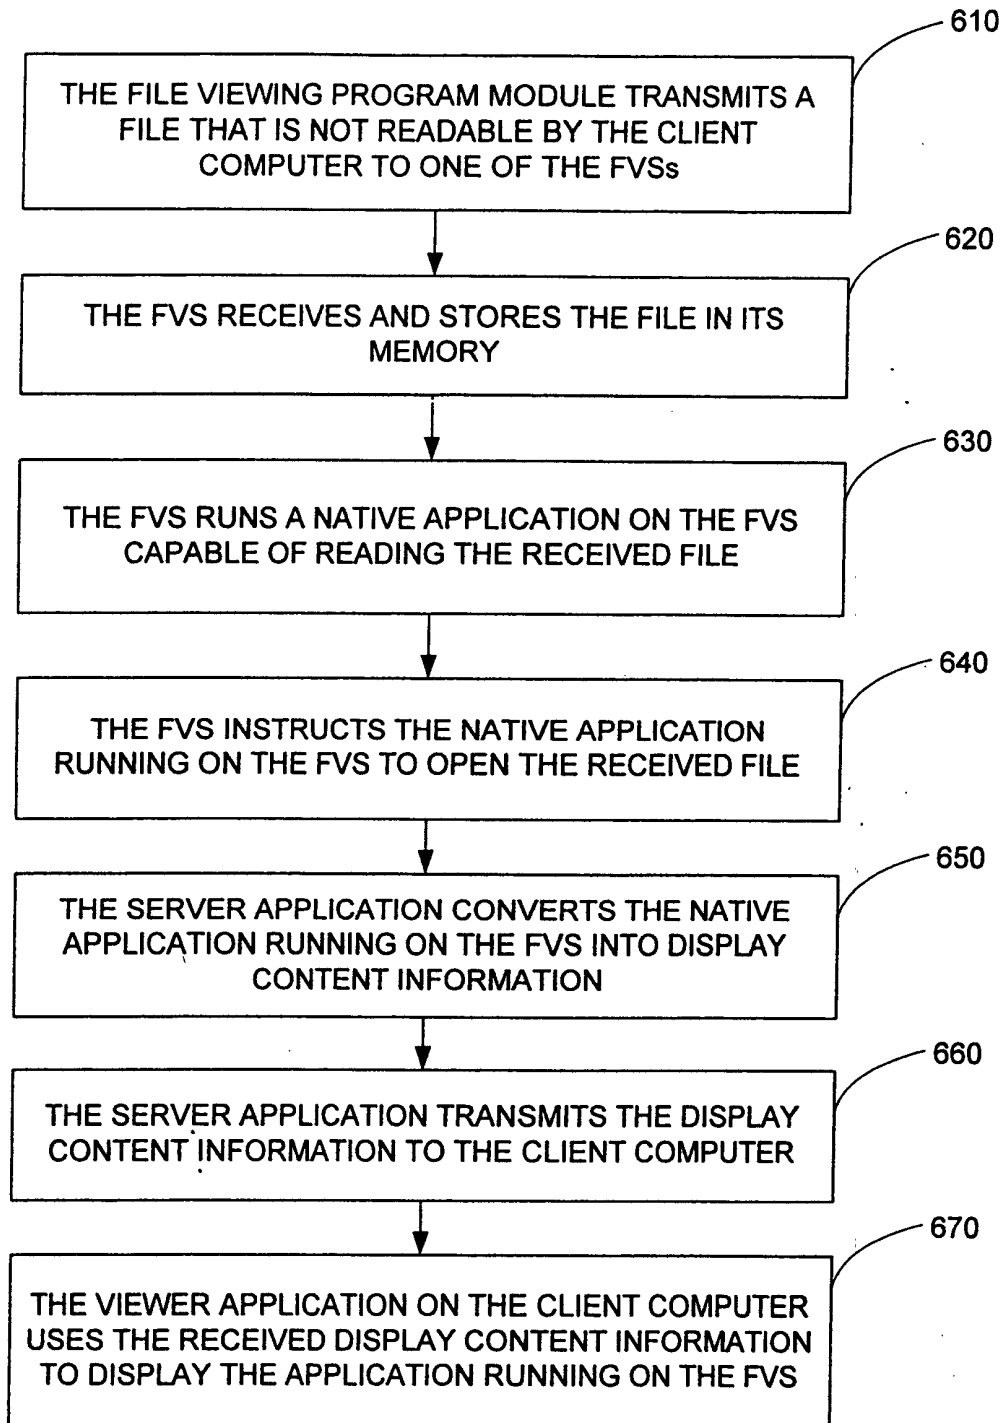 610
THE FILE VIEWING PROGRAM MODULE TRANSMITS A
FILE THAT IS NOT READABLE BY THE CLIENT
COMPUTER TO ONE OF THE FVSs
620
THE FVS RECEIVES AND STORES THE FILE IN ITS
MEMORY
630
THE FVS RUNS A NATIVE APPLICATION ON THE FVS
CAPABLE OF READING THE RECEIVED FILE
640
THE FVS INSTRUCTS THE NATIVE APPLICATION
RUNNING ON THE FVS TO OPEN THE RECEIVED FILE
650
THE SERVER APPLICATION CONVERTS THE NATIVE
APPLICATION RUNNING ON THE FVS INTO DISPLAY
CONTENT INFORMATION
660
THE SERVER APPLICATION TRANSMITS THE DISPLAY
CONTENT INFORMATION TO THE CLIENT COMPUTER
670
THE VIEWER APPLICATION ON THE CLIENT COMPUTER
USES THE RECEIVED DISPLAY CONTENT INFORMATION
TO DISPLAY THE APPLICATION RUNNING ON THE FVS